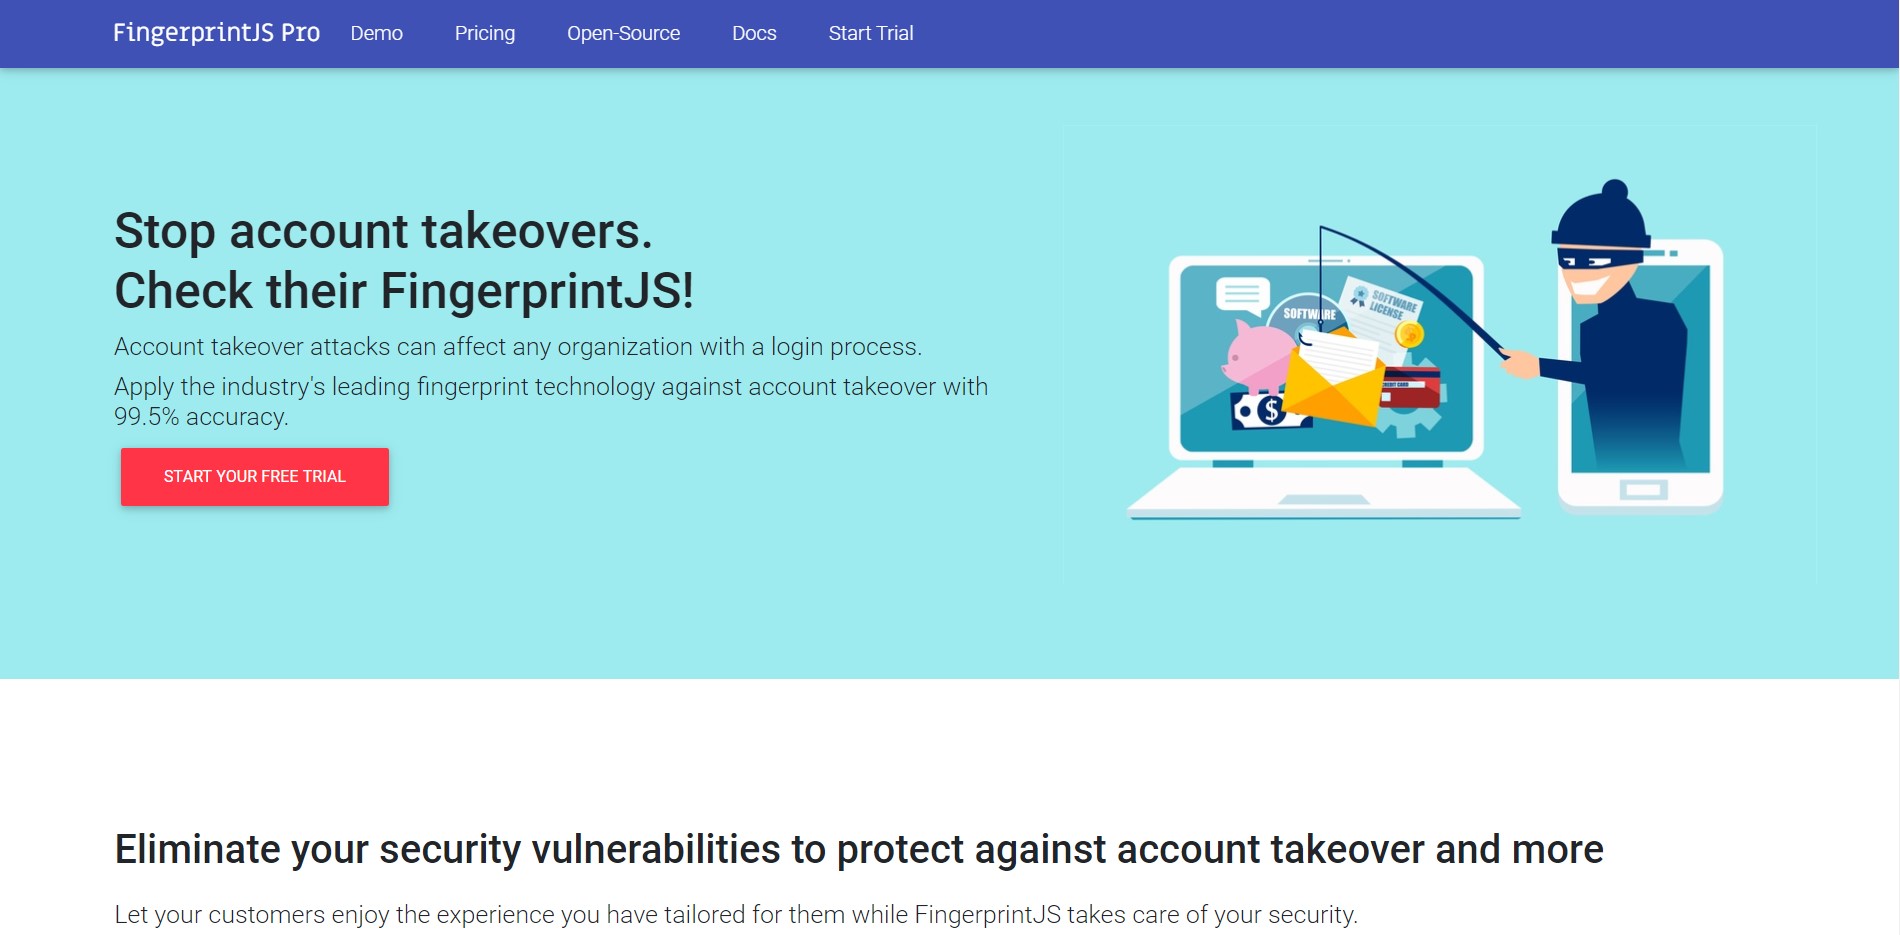 FingerprintJS Pro Demo Pricing Open-Source Docs Start Trial
Stop account takeovers.
Check their FingerprintJS!
Account takeover attacks can affect any organization with a login process.
Apply the industry's leading fingerprint technology against account takeover with
99.5% accuracy.
START YOUR FREE TRIAL
SOFTWARE
SOFTWARE
LICENSE
$
CREDIT CARD
Eliminate your security vulnerabilities to protect against account takeover and more
Let your customers enjoy the experience you have tailored for them while FingerprintJS takes care of your security.